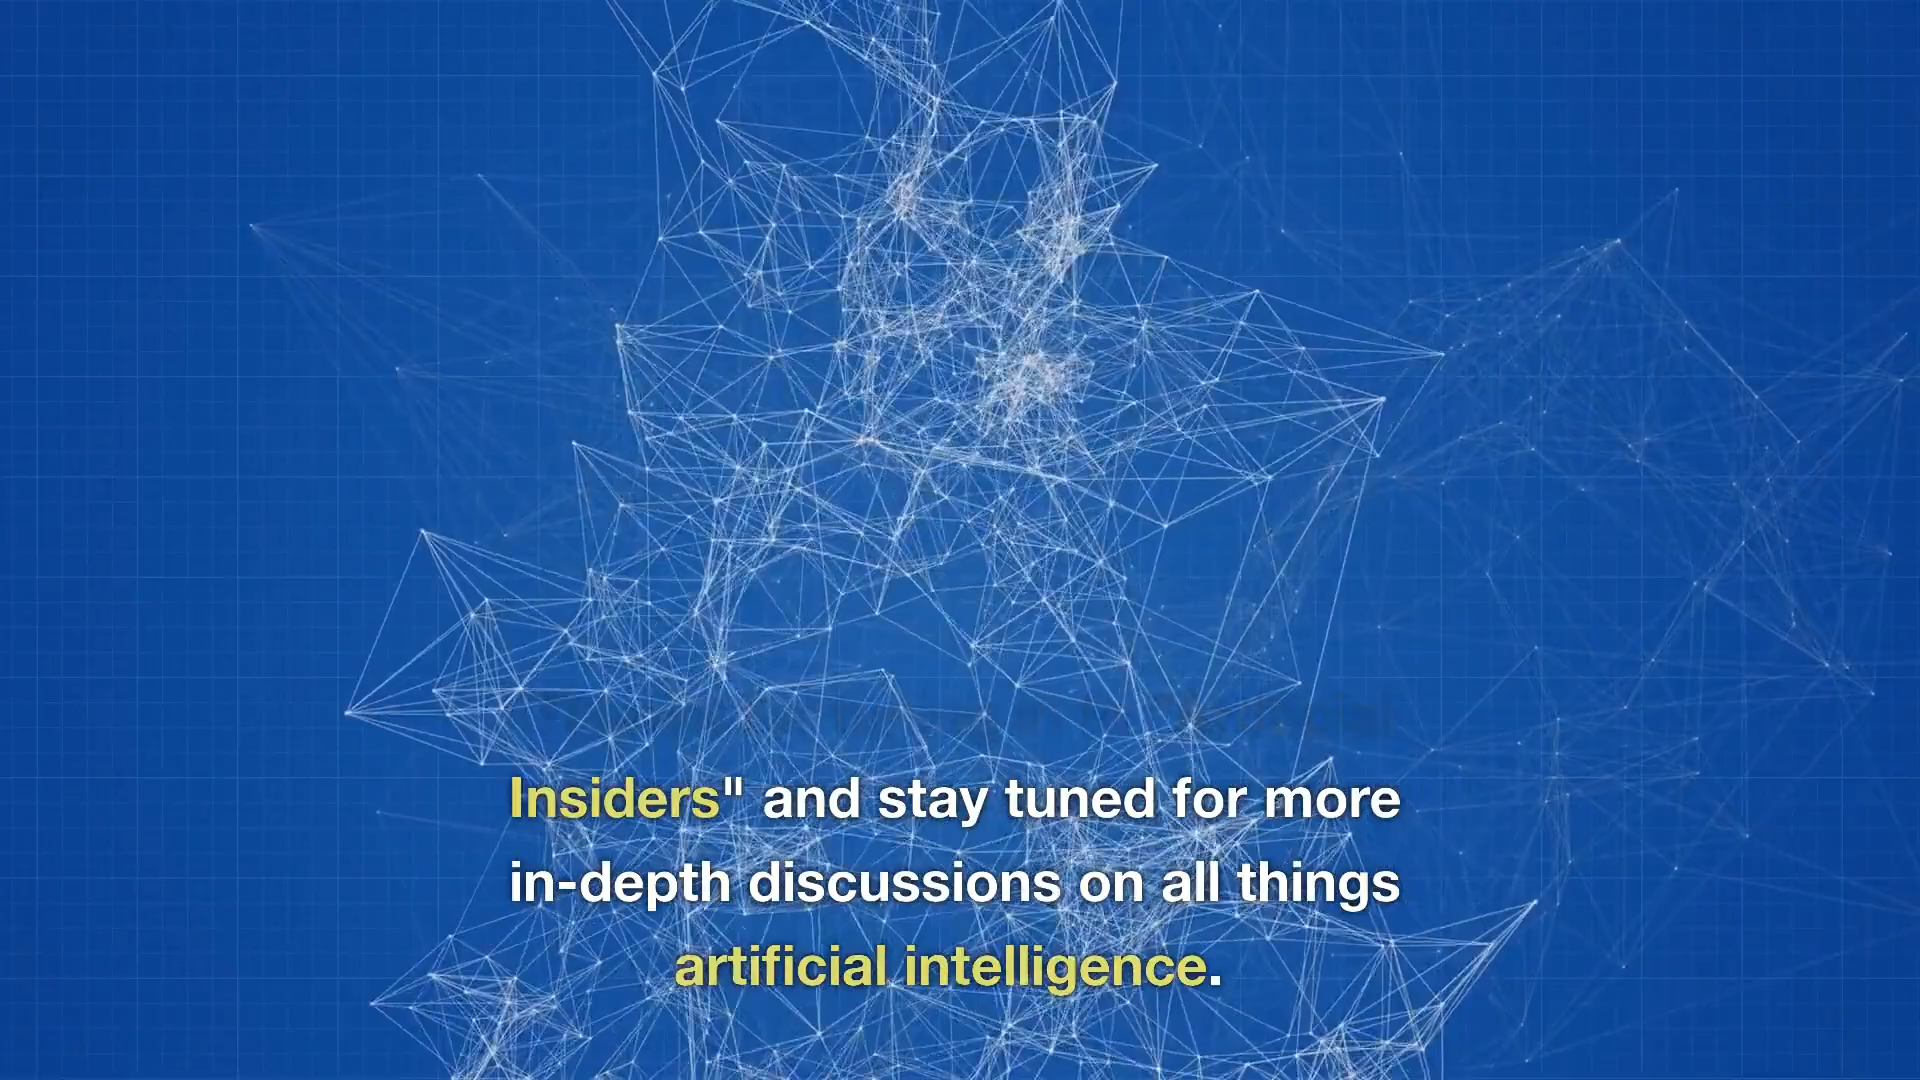 Insiders" and stay tuned for more
in-depth discussions on all things
artificial intelligence.